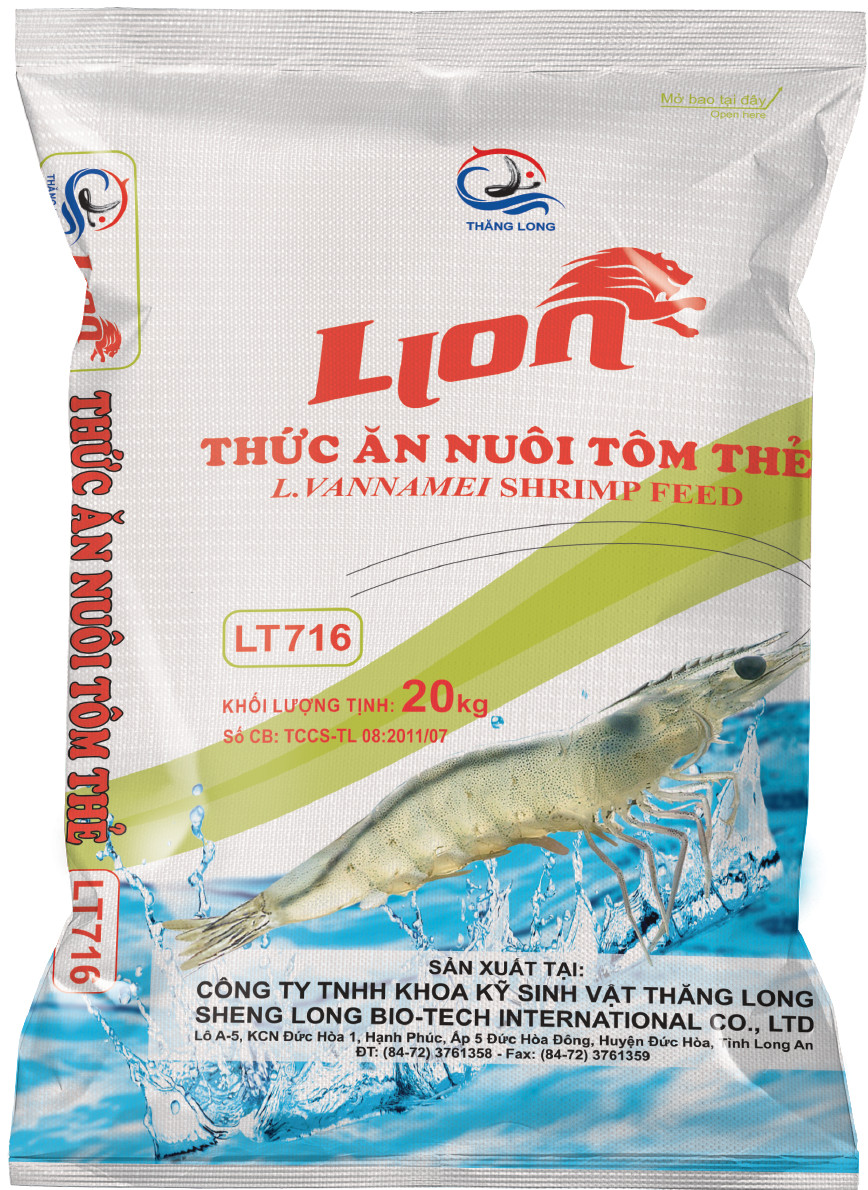 Mở bao tại đây
Open here
THĂNG LONG
Lion
THỨC ĂN NUÔI TÔM THẺ
L.VANNAMEI SHRIMP FEED
LT716
KHỐI LƯỢNG TỊNH: 20kg
Số CB: TCCS-TL 08:2011/07
SẢN XUẤT TẠI:
CÔNG TY TNHH KHOA KỸ SINH VẬT THĂNG LONG
SHENG LONG BIO-TECH INTERNATIONAL CO., LTD
Lô A-5, KCN Đức Hòa 1, Hạnh Phúc, Ấp 5 Đức Hòa Đông, Huyện Đức Hòa, Tỉnh Long An
ĐT: (84-72) 3761358 - Fax: (84-72) 3761359
THĂNG
Lion
THỨC ĂN NUÔI TÔM THẺ
LT716